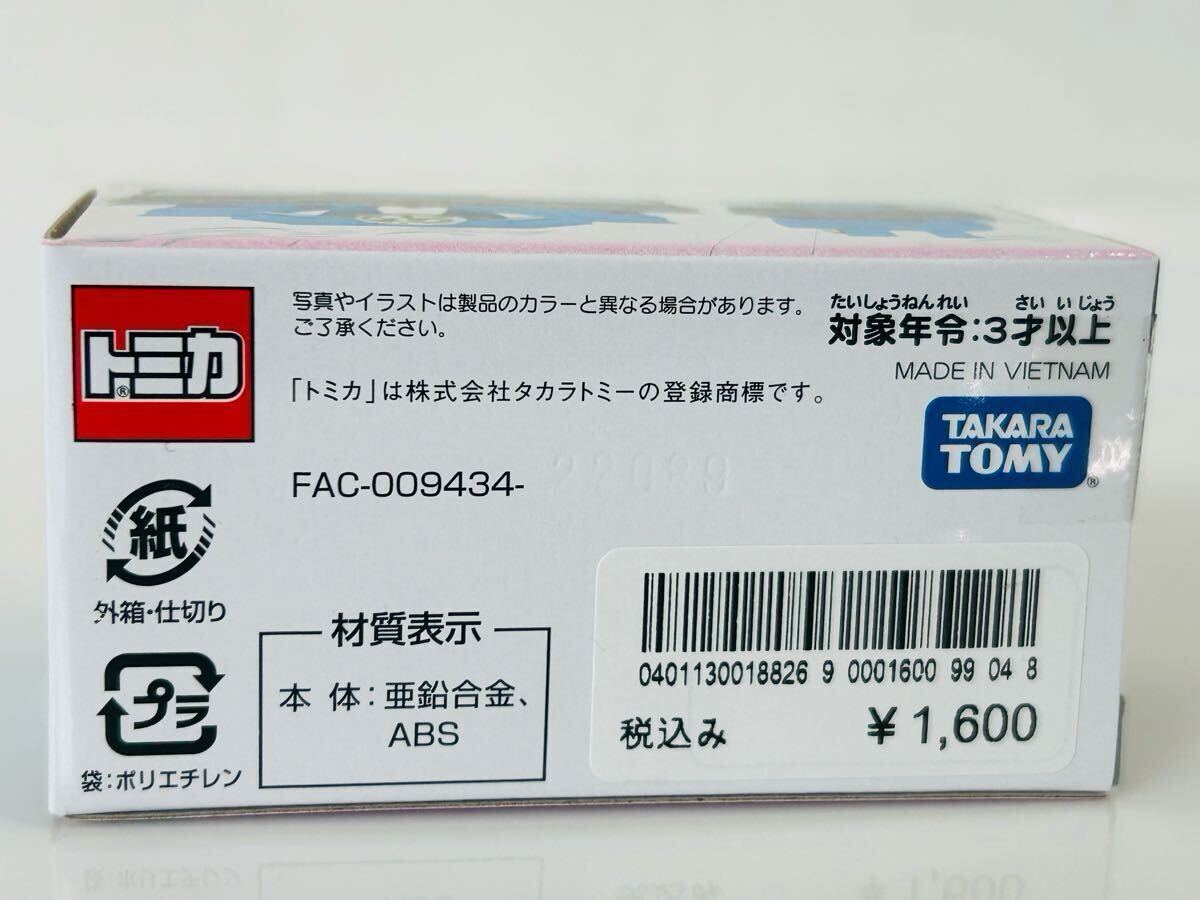 トミカ®
写真やイラストは製品のカラーと異なる場合があります。
ご了承ください。
「トミカ」は株式会社タカラトミーの登録商標です。
FAC-009434-
たいしょうねんれい さい いじょう
対象年令:3才以上
MADE IN VIETNAM
TAKARA
TOMY®
紙
外箱・仕切り
プラ
袋:ポリエチレン
材質表示
本 体:亜鉛合金、
ABS
0401130018826 9 0001600 99 04 8
税込み ¥1,600